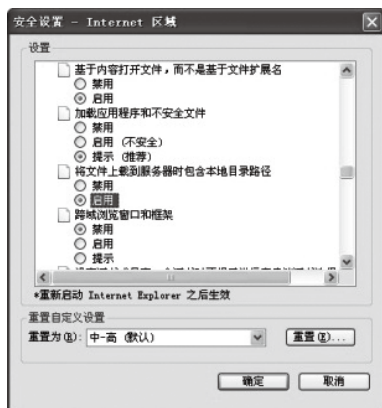 安全设置 - Internet 区域
设置
基于内容打开文件，而不是基于文件扩展名
禁用
启用
加载应用程序和不安全文件
禁用
启用 (不安全)
提示 (推荐)
将文件上载到服务器时包含本地目录路径
禁用
启用
跨域浏览窗口和框架
禁用
启用
提示
*重新启动 Internet Explorer 之后生效
重置自定义设置
重置为(R): 中-高 (默认) 重置(E)...
确定 取消